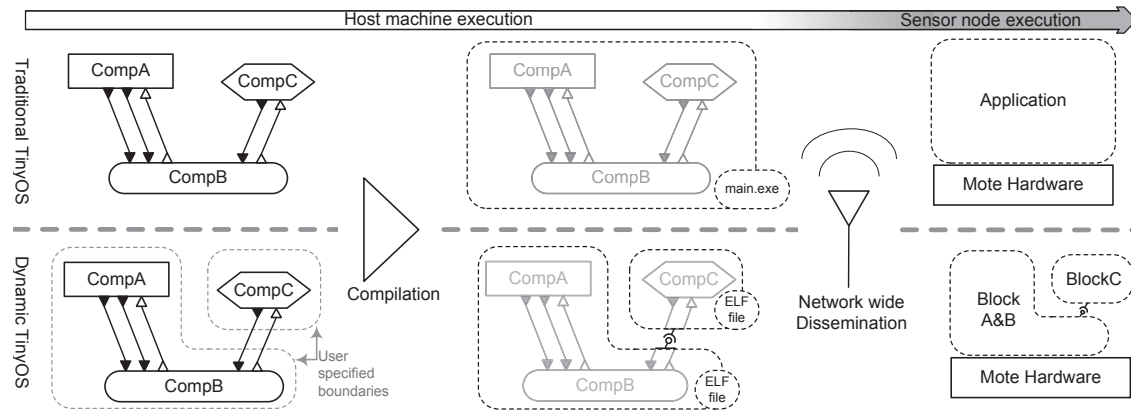 Host machine execution
Sensor node execution
Traditional TinyOS
CompA
CompC
CompB
CompA
CompC
CompB
main.exe
Application
Mote Hardware
Compilation
Network wide
Dissemination
Dynamic TinyOS
CompA
CompC
CompB
User
specified
boundaries
CompA
CompC
CompB
ELF
file
ELF
file
Block
A&B
BlockC
Mote Hardware